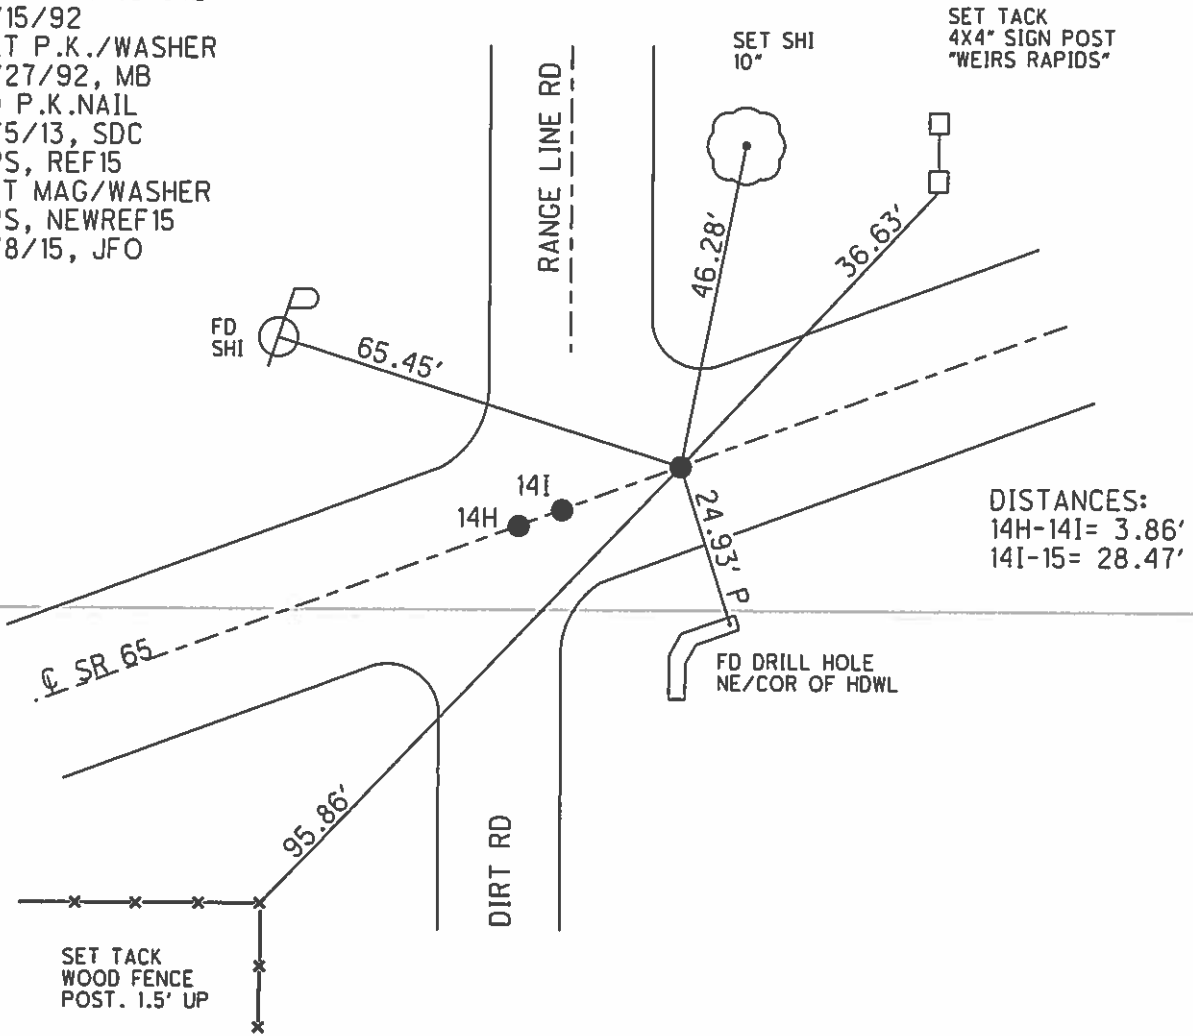 /15/92
T P.K./WASHER
/27/92, MB
P.K.NAIL
/5/13, SDC
PS, REF15
T MAG/WASHER
PS, NEWREF15
/8/15, JFO
SET SHI
10"
SET TACK
4X4" SIGN POST
"WEIRS RAPIDS"
RANGE LINE RD
46.28'
36.63'
FD
SHI
65.45'
14I
14H
24.93' P
DISTANCES:
14H-14I= 3.86'
14I-15= 28.47'
℄ SR 65
FD DRILL HOLE
NE/COR OF HDWL
95.86'
DIRT RD
SET TACK
WOOD FENCE
POST. 1.5' UP